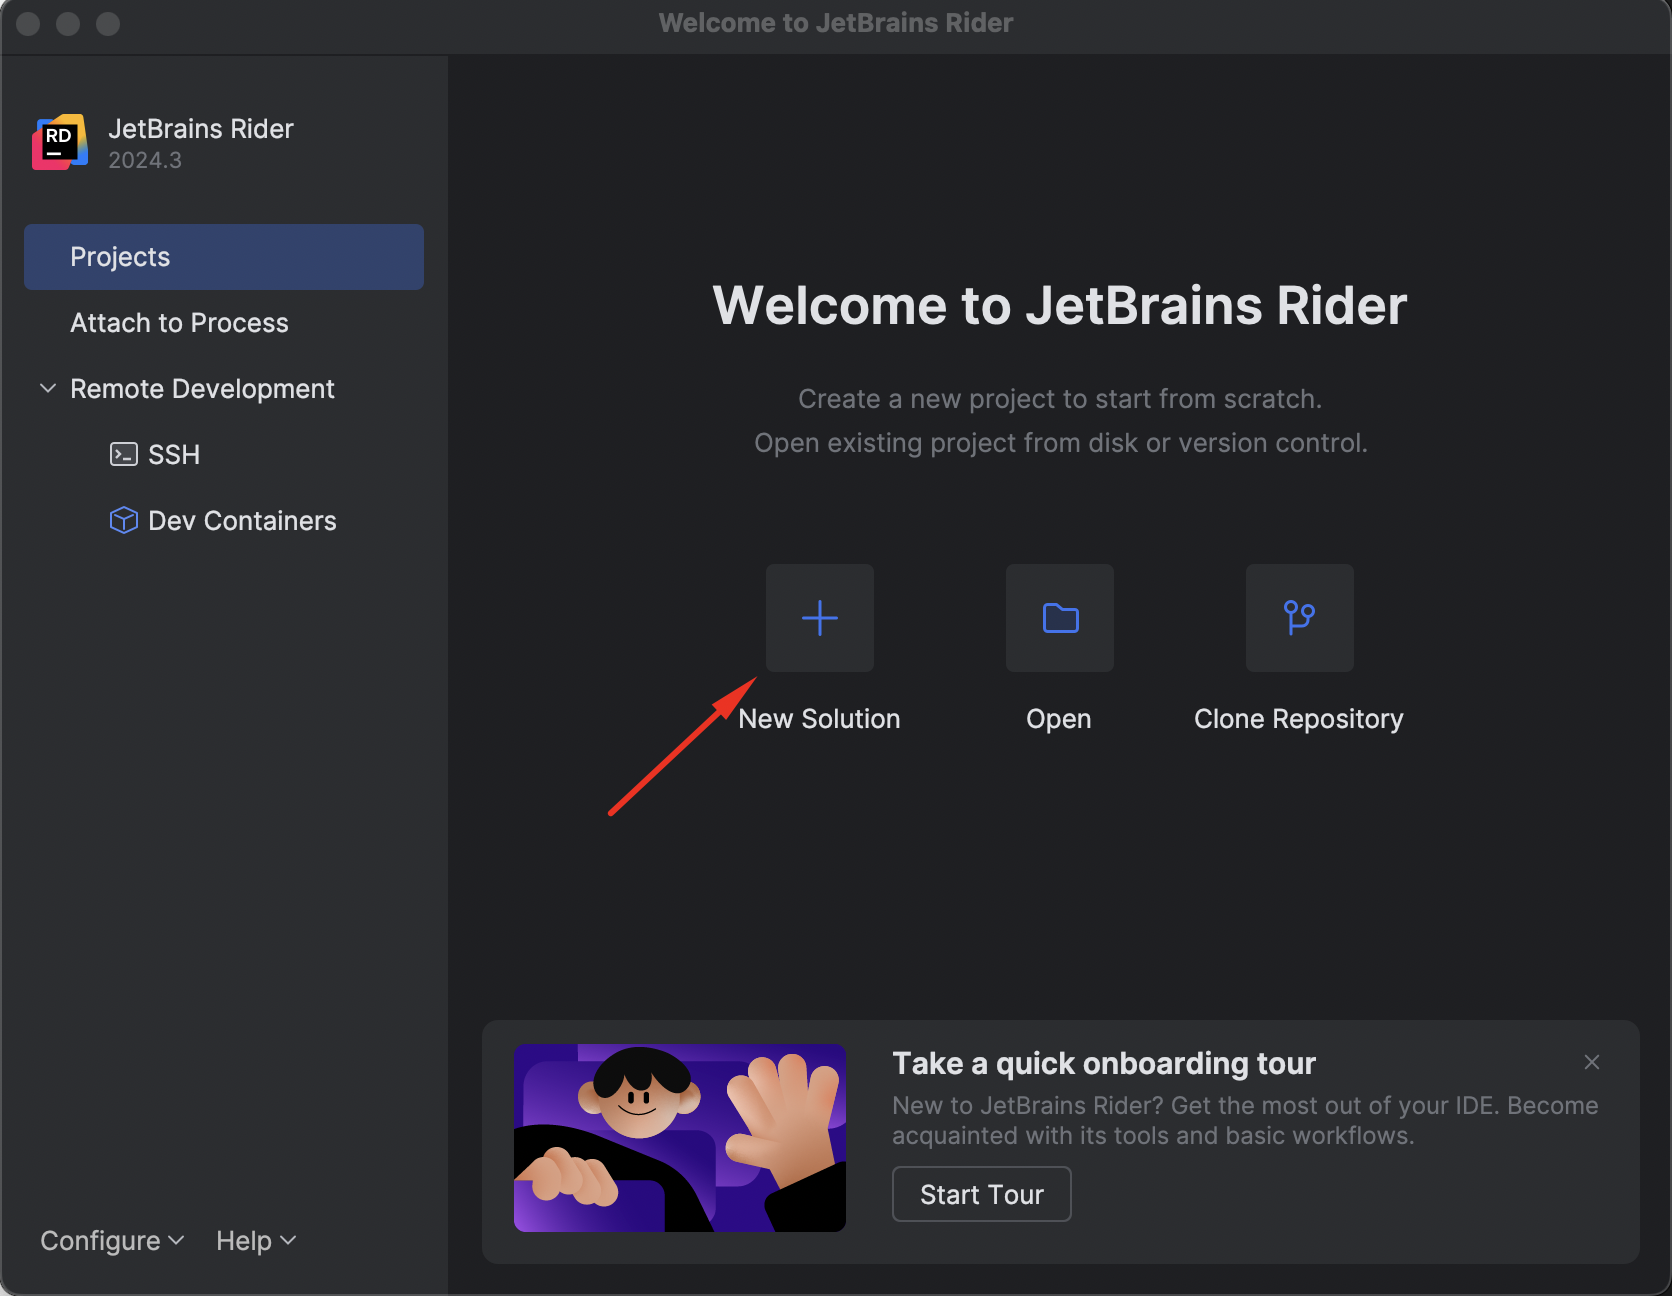 Welcome to JetBrains Rider
RD
JetBrains Rider
2024.3
Projects
Attach to Process
Remote Development
SSH
Dev Containers
Configure
Help
Welcome to JetBrains Rider
Create a new project to start from scratch.
Open existing project from disk or version control.
New Solution
Open
Clone Repository
Take a quick onboarding tour
New to JetBrains Rider? Get the most out of your IDE. Become
acquainted with its tools and basic workflows.
Start Tour